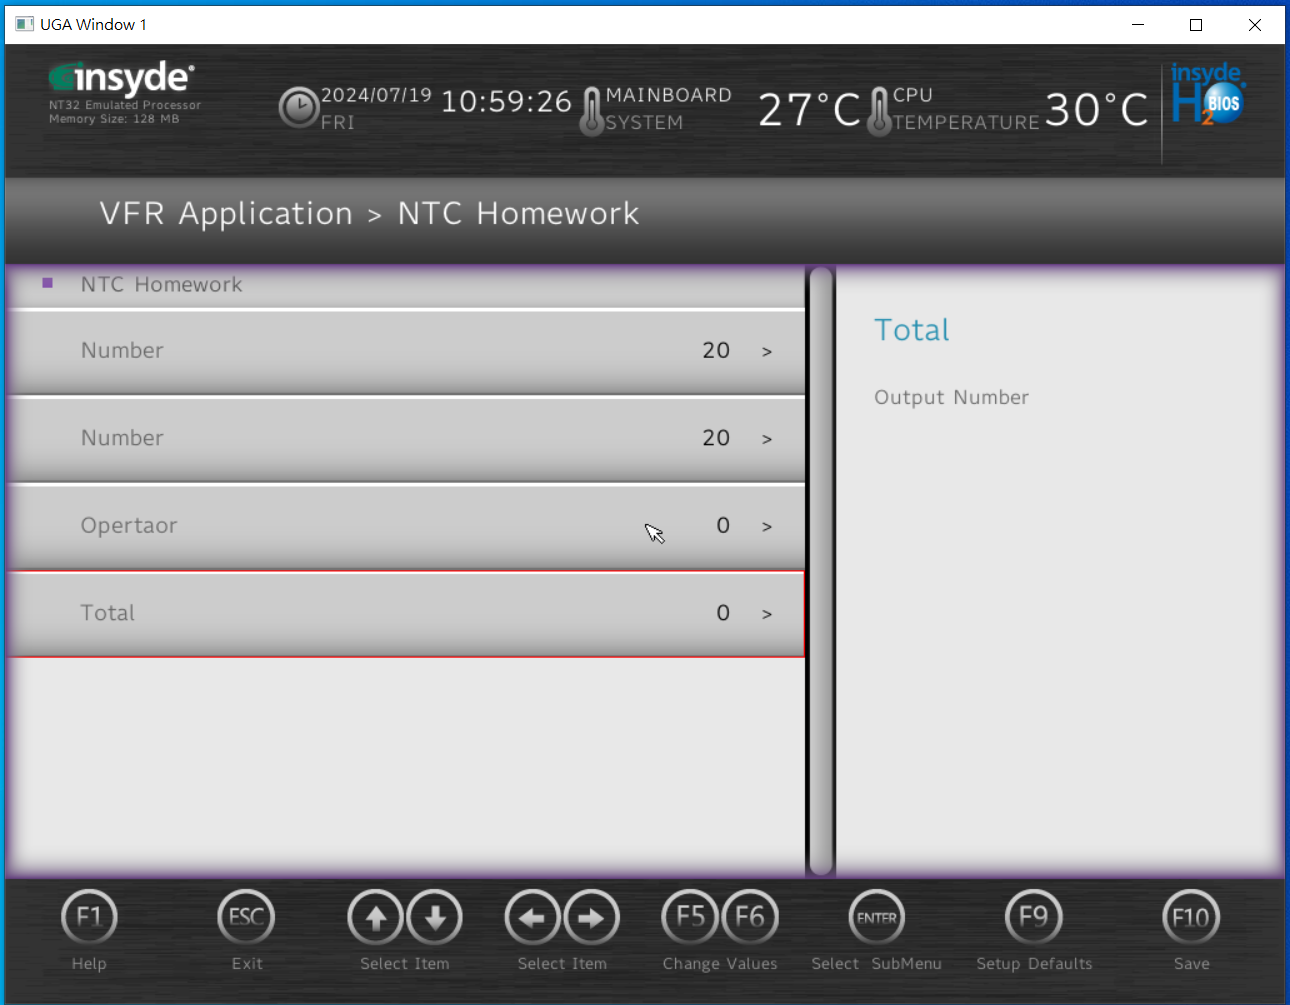 UGA Window 1
insyde
NT32 Emulated Processor
Memory Size: 128 MB
2024/07/19
FRI
10:59:26
MAINBOARD
SYSTEM
27°C
CPU
TEMPERATURE
30°C
insyde
H2O
BIOS
VFR Application > NTC Homework
NTC Homework
Number 20 >
Number 20 >
Opertaor 0 >
Total 0 >
Total
Output Number
F1
Help
ESC
Exit
Select Item
Select Item
F5 F6
Change Values
ENTER
Select SubMenu
F9
Setup Defaults
F10
Save